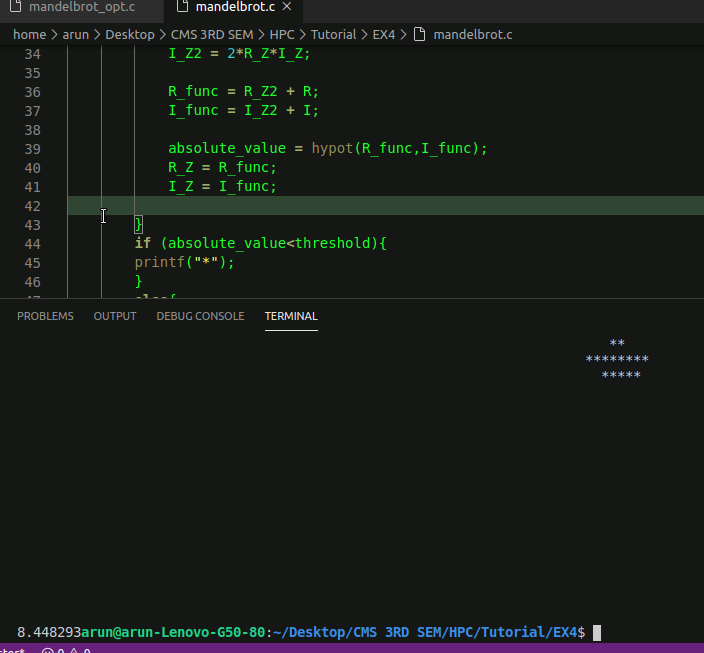 mandelbrot_opt.c mandelbrot.c ×
home > arun > Desktop > CMS 3RD SEM > HPC > Tutorial > EX4 > mandelbrot.c
34 I_Z2 = 2*R_Z*I_Z;
35
36 R_func = R_Z2 + R;
37 I_func = I_Z2 + I;
38
39 absolute_value = hypot(R_func,I_func);
40 R_Z = R_func;
41 I_Z = I_func;
42
43 }
44 if (absolute_value<threshold){
45 printf("*");
46 }
47 else{
PROBLEMS OUTPUT DEBUG CONSOLE TERMINAL
**
********
*****
8.448293arun@arun-Lenovo-G50-80:~/Desktop/CMS 3RD SEM/HPC/Tutorial/EX4$